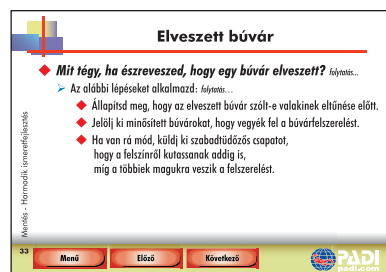 Elveszett búvár
Mit tégy, ha észreveszed, hogy egy búvár elveszett? folytatás...
Az alábbi lépéseket alkalmazd: folytatás...
Állapítsd meg, hogy az elveszett búvár szólt-e valakinek eltűnése előtt.
Jelölj ki minősített búvárokat, hogy vegyék fel a búvárfelszerelést.
Ha van rá mód, küldj ki szabadtüdőzős csapatot,
hogy a felszínről kutassanak addig is,
míg a többiek magukra veszik a felszerelést.
Mentés - Harmadik ismeretfejlesztés
33
Menü
Előző
Következő
PADI
padi.com